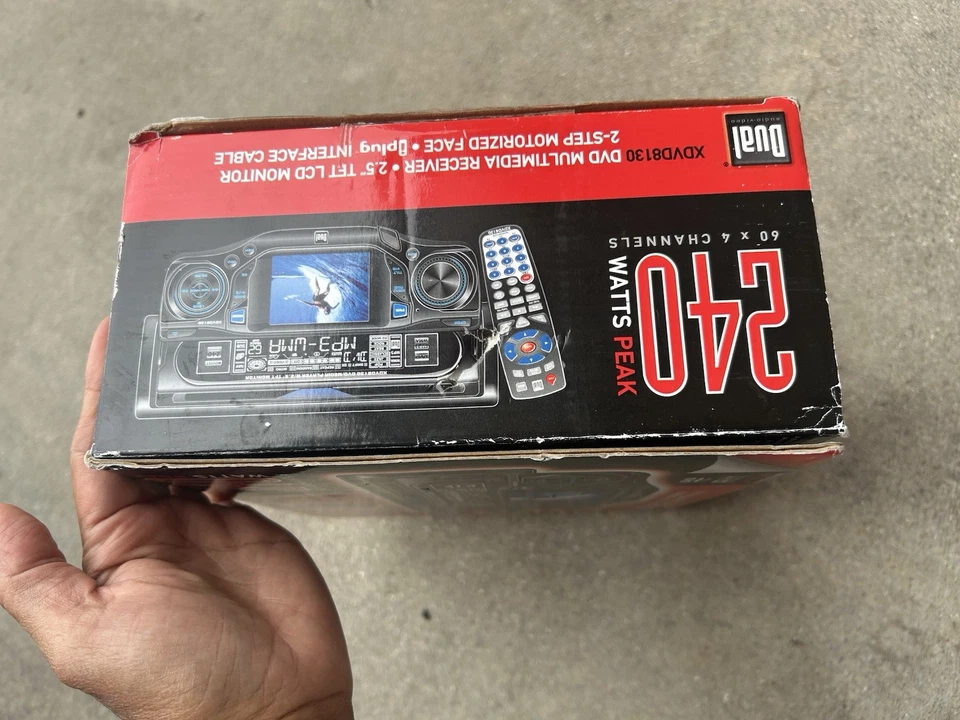 Dual
audio·video
XDVD8130 DVD MULTIMEDIA RECEIVER • 2.5" TFT LCD MONITOR
2-STEP MOTORIZED FACE • plug INTERFACE CABLE
240
WATTS PEAK
60 x 4 CHANNELS
MP3-WMA